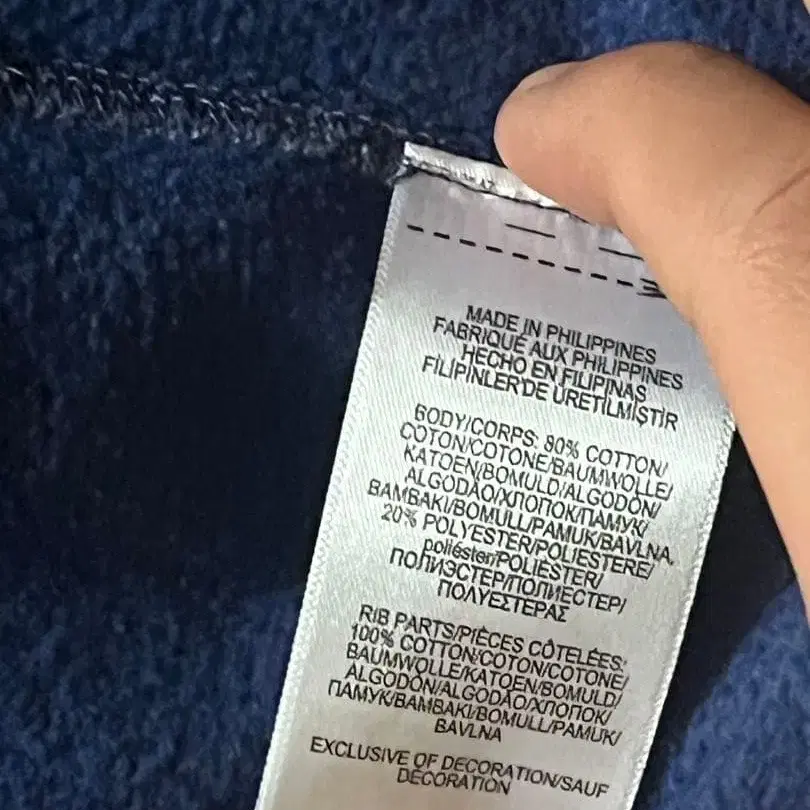 MADE IN PHILIPPINES
FABRIQUÉ AUX PHILIPPINES
HECHO EN FILIPINAS
FİLİPİNLER'DE ÜRETİLMİŞTİR
BODY/CORPS: 80% COTTON/
COTON/COTONE/BAUMWOLLE/
KATOEN/BOMULD/ALGODÓN/
ALGODÃO/ХЛОПОК/ПАМУК/
BAMBAKI/BOMULL/PAMUK/BAVLNA,
20% POLYESTER/POLIESTERE/
poliéster/POLIÉSTER/
ПОЛИЭСТЕР/ПОЛИЕСТЕР/
ΠΟΛΥΕΣΤΕΡΑΣ
RIB PARTS/PIÈCES CÔTELÉES:
100% COTTON/COTON/COTONE/
BAUMWOLLE/KATOEN/BOMULD/
ALGODÓN/ALGODÃO/ХЛОПОК/
ПАМУК/BAMBAKI/BOMULL/PAMUK/
BAVLNA
EXCLUSIVE OF DECORATION/SAUF
DÉCORATION